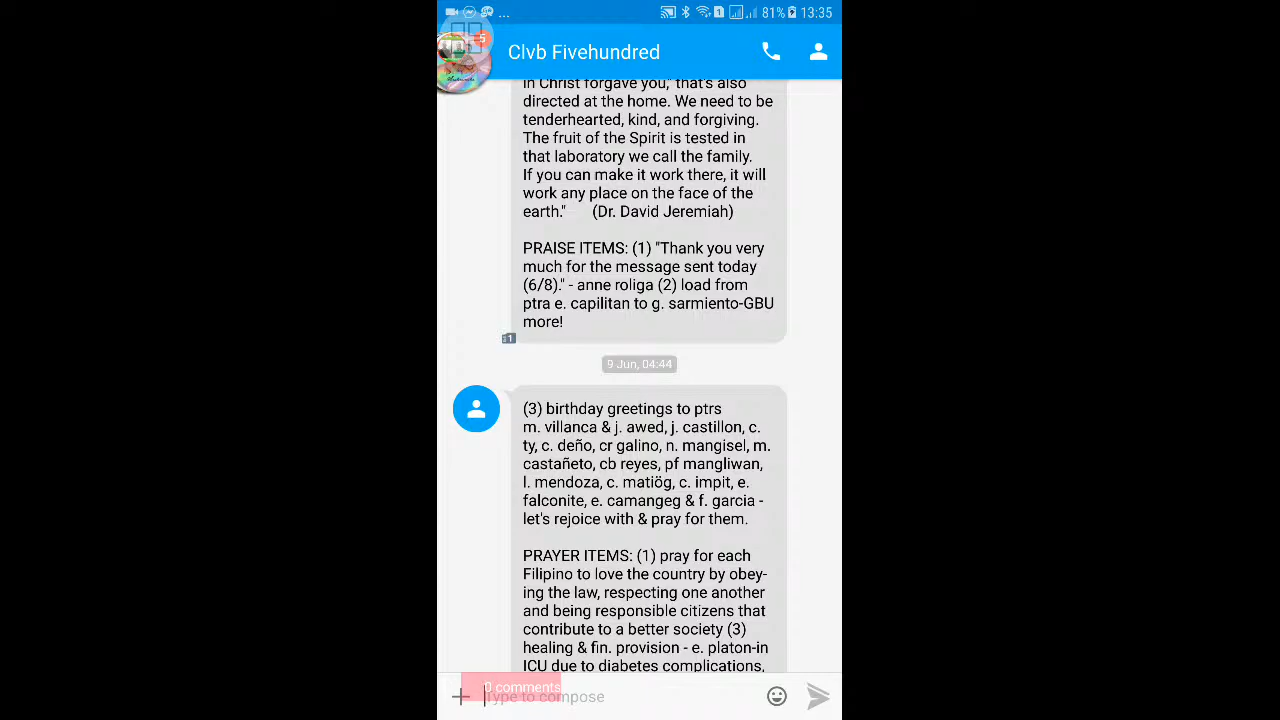 ... 1 81% 13:35
5
Clvb Fivehundred
in Christ forgave you," that's also
directed at the home. We need to be
tenderhearted, kind, and forgiving.
The fruit of the Spirit is tested in
that laboratory we call the family.
If you can make it work there, it will
work any place on the face of the
earth." (Dr. David Jeremiah)
PRAISE ITEMS: (1) "Thank you very
much for the message sent today
(6/8)." - anne roliga (2) load from
ptra e. capilitan to g. sarmiento-GBU
more!
1
9 Jun, 04:44
(3) birthday greetings to ptrs
m. villanca & j. awed, j. castillon, c.
ty, c. deño, cr galino, n. mangisel, m.
castañeto, cb reyes, pf mangliwan,
l. mendoza, c. matiög, c. impit, e.
falconite, e. camangeg & f. garcia -
let's rejoice with & pray for them.
PRAYER ITEMS: (1) pray for each
Filipino to love the country by obey-
ing the law, respecting one another
and being responsible citizens that
contribute to a better society (3)
healing & fin. provision - e. platon-in
ICU due to diabetes complications,
0 comments
Type to compose